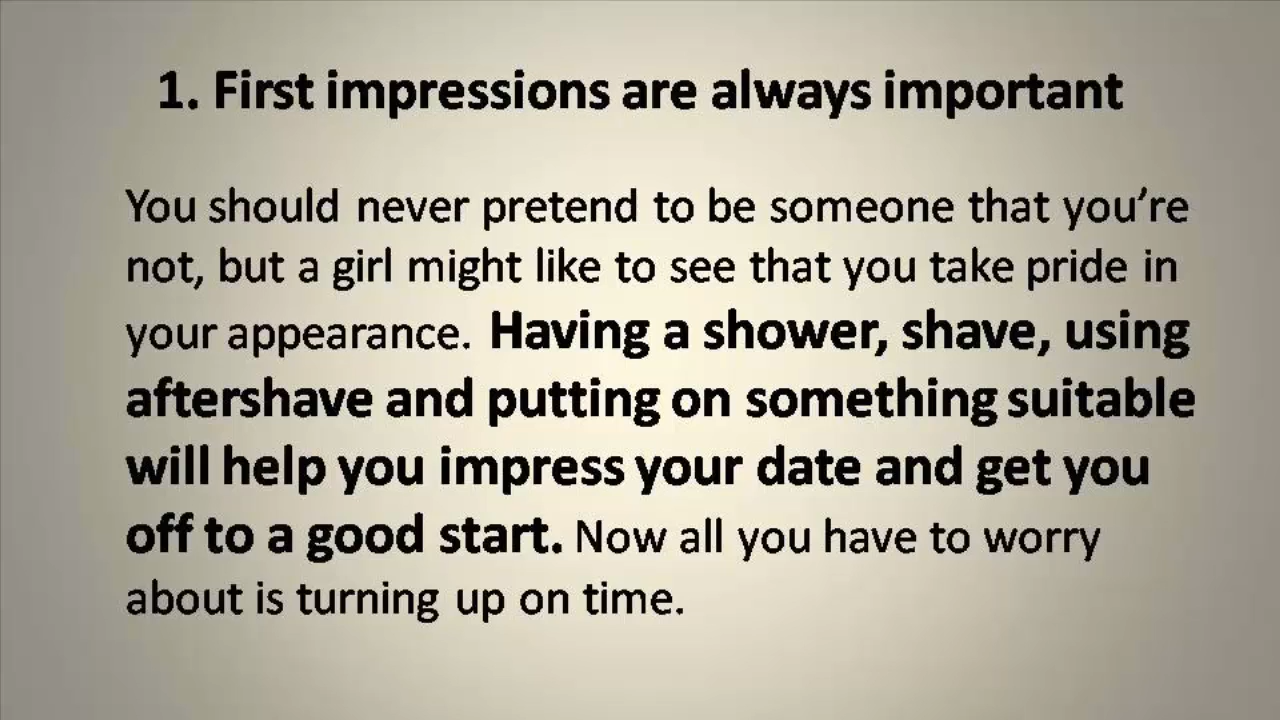 1. First impressions are always important
You should never pretend to be someone that you’re
not, but a girl might like to see that you take pride in
your appearance. Having a shower, shave, using
aftershave and putting on something suitable
will help you impress your date and get you
off to a good start. Now all you have to worry
about is turning up on time.